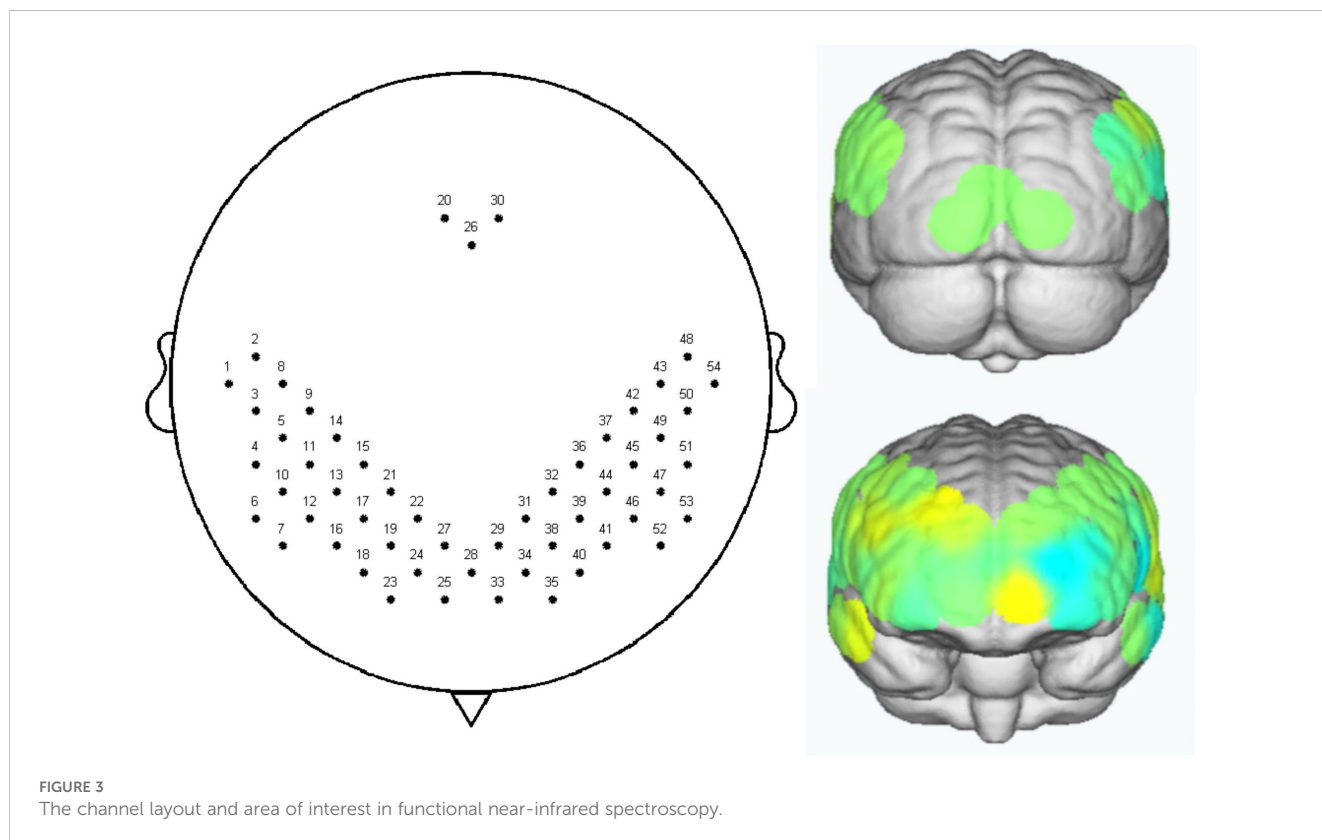 20 30
26
2 48
1 8 43 54
3 9 42 50
5 14 37 49
4 11 15 36 45 51
10 13 21 32 44 47
6 12 17 22 31 39 46 53
7 16 19 27 29 38 41 52
18 24 28 34 40
23 25 33 35
FIGURE 3
The channel layout and area of interest in functional near-infrared spectroscopy.